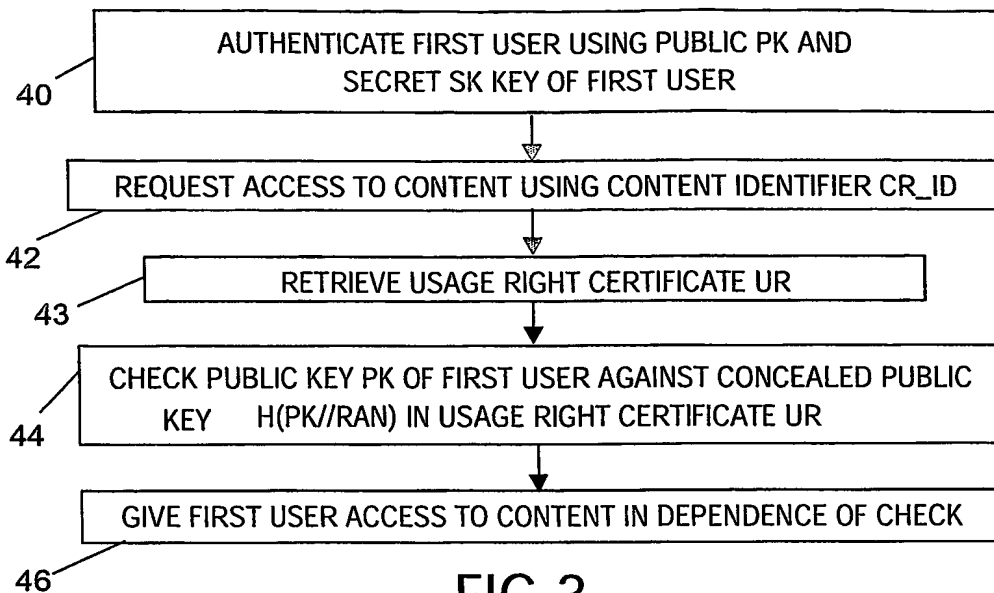 AUTHENTICATE FIRST USER USING PUBLIC PK AND
SECRET SK KEY OF FIRST USER
40
REQUEST ACCESS TO CONTENT USING CONTENT IDENTIFIER CR_ID
42
RETRIEVE USAGE RIGHT CERTIFICATE UR
43
CHECK PUBLIC KEY PK OF FIRST USER AGAINST CONCEALED PUBLIC
KEY H(PK//RAN) IN USAGE RIGHT CERTIFICATE UR
44
GIVE FIRST USER ACCESS TO CONTENT IN DEPENDENCE OF CHECK
46